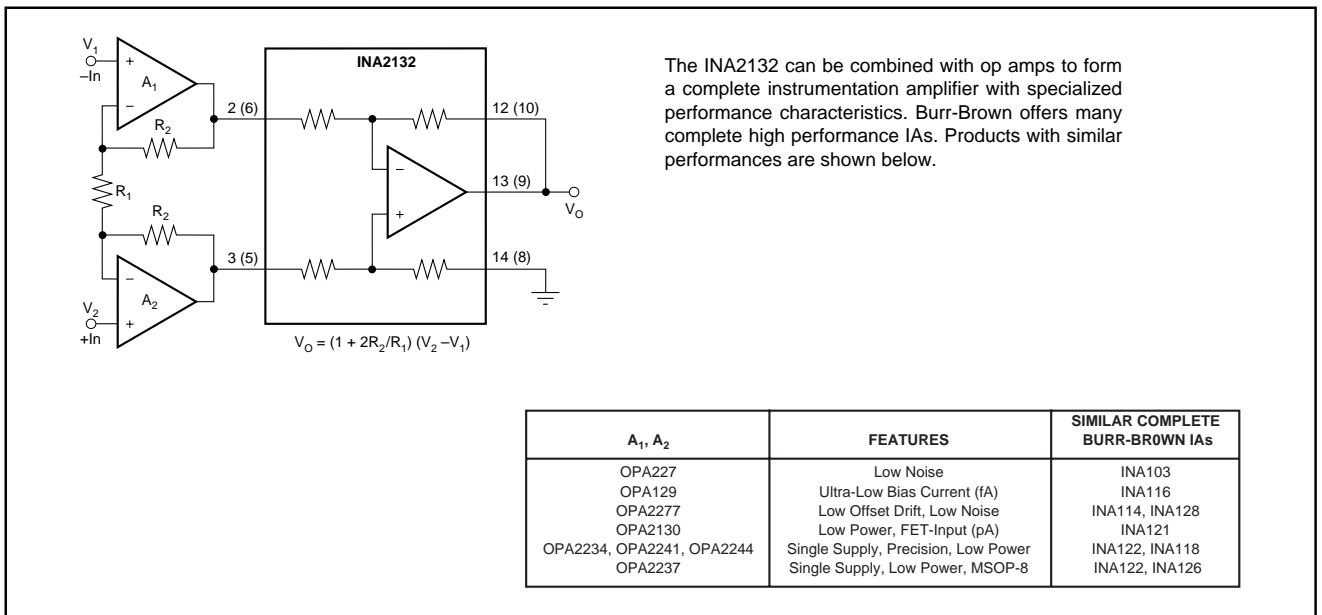 V1
–In
+
A1
–
R2
R1
R2
–
A2
V2
+
+In
INA2132
2 (6)
12 (10)
–
13 (9)
+
VO
3 (5)
14 (8)
VO = (1 + 2R2/R1) (V2 –V1)
The INA2132 can be combined with op amps to form
a complete instrumentation amplifier with specialized
performance characteristics. Burr-Brown offers many
complete high performance IAs. Products with similar
performances are shown below.
A1, A2 FEATURES SIMILAR COMPLETE
BURR-BR0WN IAs
OPA227 Low Noise INA103
OPA129 Ultra-Low Bias Current (fA) INA116
OPA2277 Low Offset Drift, Low Noise INA114, INA128
OPA2130 Low Power, FET-Input (pA) INA121
OPA2234, OPA2241, OPA2244 Single Supply, Precision, Low Power INA122, INA118
OPA2237 Single Supply, Low Power, MSOP-8 INA122, INA126